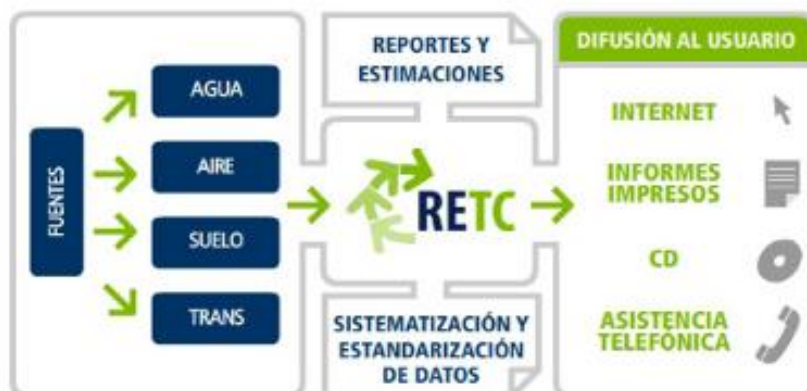 FUENTES
AGUA
AIRE
SUELO
TRANS
REPORTES Y
ESTIMACIONES
RETC
SISTEMATIZACIÓN Y
ESTANDARIZACIÓN
DE DATOS
DIFUSIÓN AL USUARIO
INTERNET
INFORMES
IMPRESOS
CD
ASISTENCIA
TELEFÓNICA